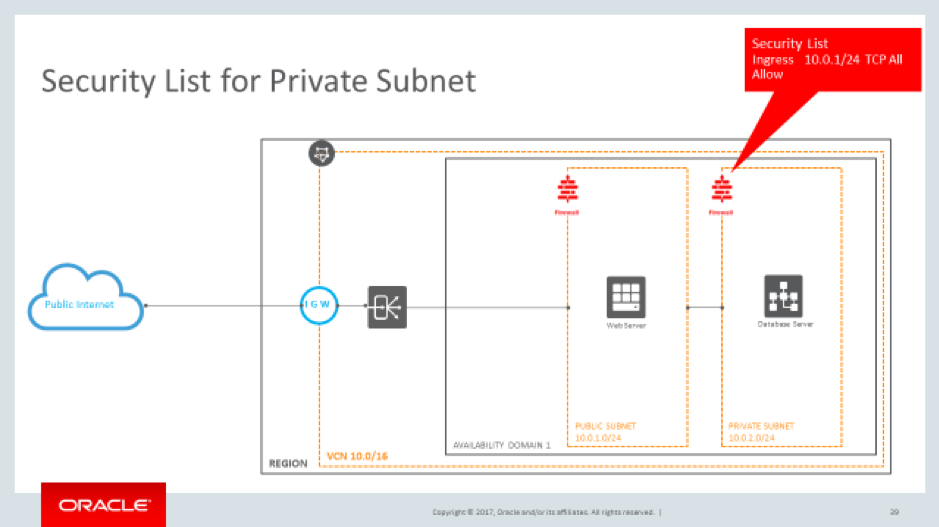 Security List
Ingress 10.0.1/24 TCP All
Allow
Security List for Private Subnet
Firewall
Firewall
Public Internet
I G W
Web Server
Database Server
PUBLIC SUBNET
10.0.1.0/24
PRIVATE SUBNET
10.0.2.0/24
AVAILABILITY DOMAIN 1
VCN 10.0/16
REGION
ORACLE®
Copyright © 2017, Oracle and/or its affiliates. All rights reserved. |
39